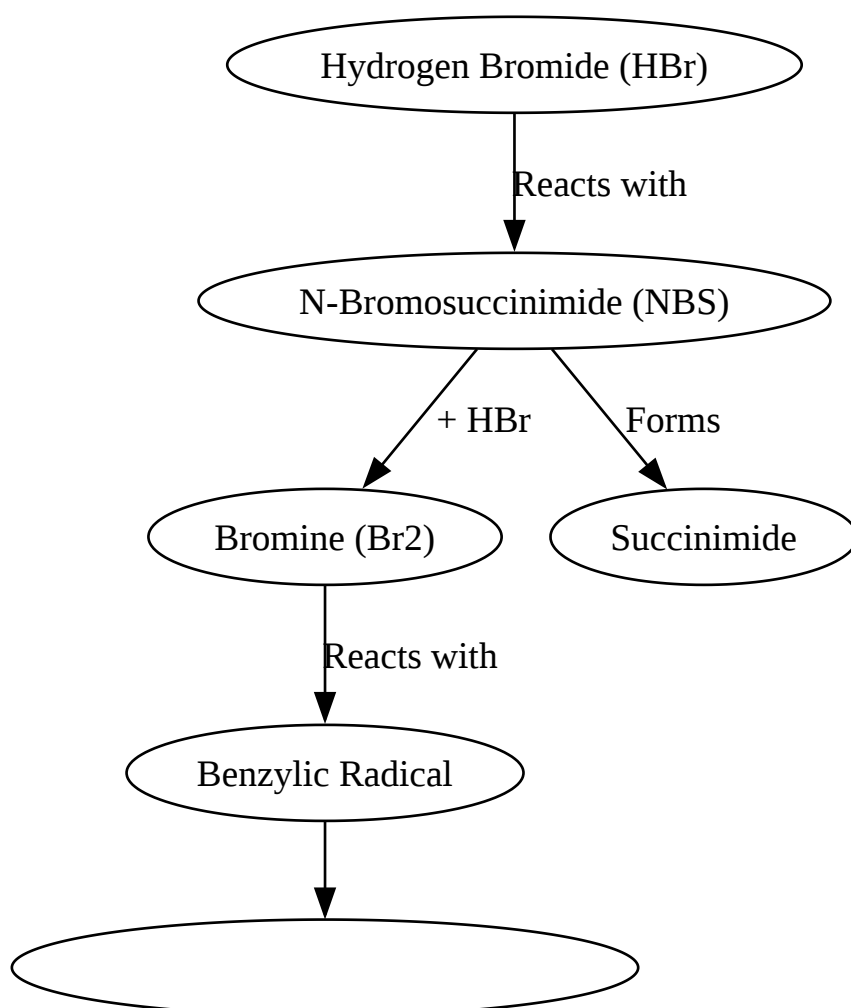 Hydrogen Bromide (HBr)
Reacts with
N-Bromosuccinimide (NBS)
+ HBr
Forms
Bromine (Br2)
Succinimide
Reacts with
Benzylic Radical